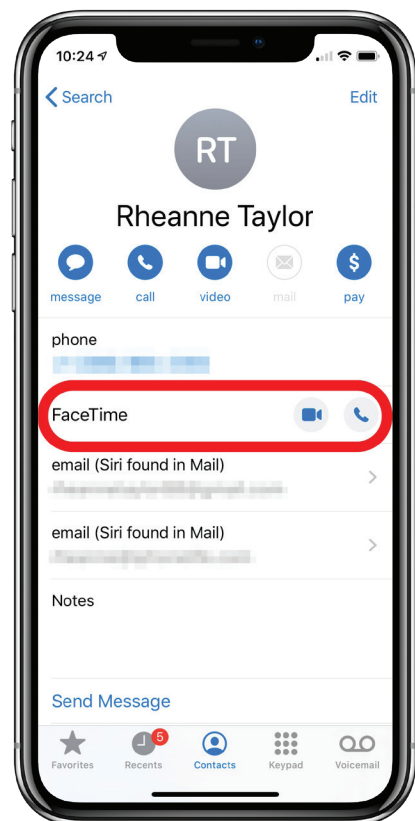 10:24
Search
Edit
RT
Rheanne Taylor
message call video mail pay
phone
FaceTime
email (Siri found in Mail)
email (Siri found in Mail)
Notes
Send Message
5
Favorites Recents Contacts Keypad Voicemail